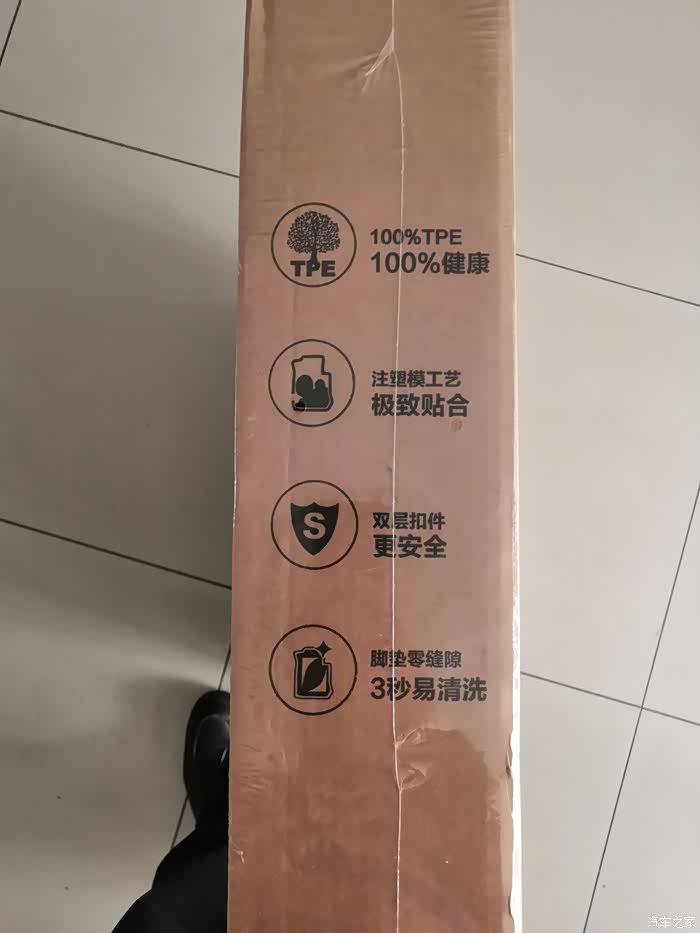 TPE
100%TPE
100%健康
注塑模工艺
极致贴合
S
双层扣件
更安全
脚垫零缝隙
3秒易清洗
汽车之家